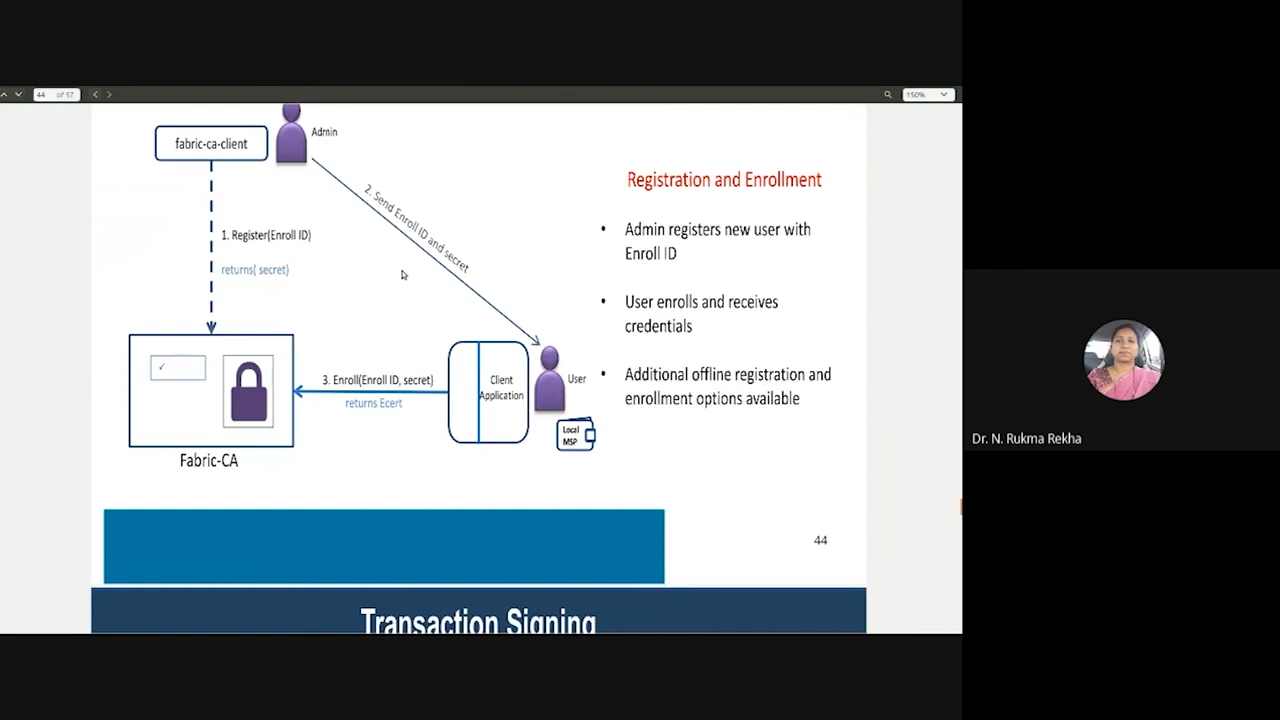 44 of 57
150%
fabric-ca-client
Admin
2. Send Enroll ID and secret
1. Register(Enroll ID)
returns( secret)
Registration and Enrollment
• Admin registers new user with
Enroll ID
• User enrolls and receives
credentials
• Additional offline registration and
enrollment options available
3. Enroll(Enroll ID, secret)
returns Ecert
Client
Application
User
Local
MSP
Fabric-CA
44
Transaction Signing
Dr. N. Rukma Rekha